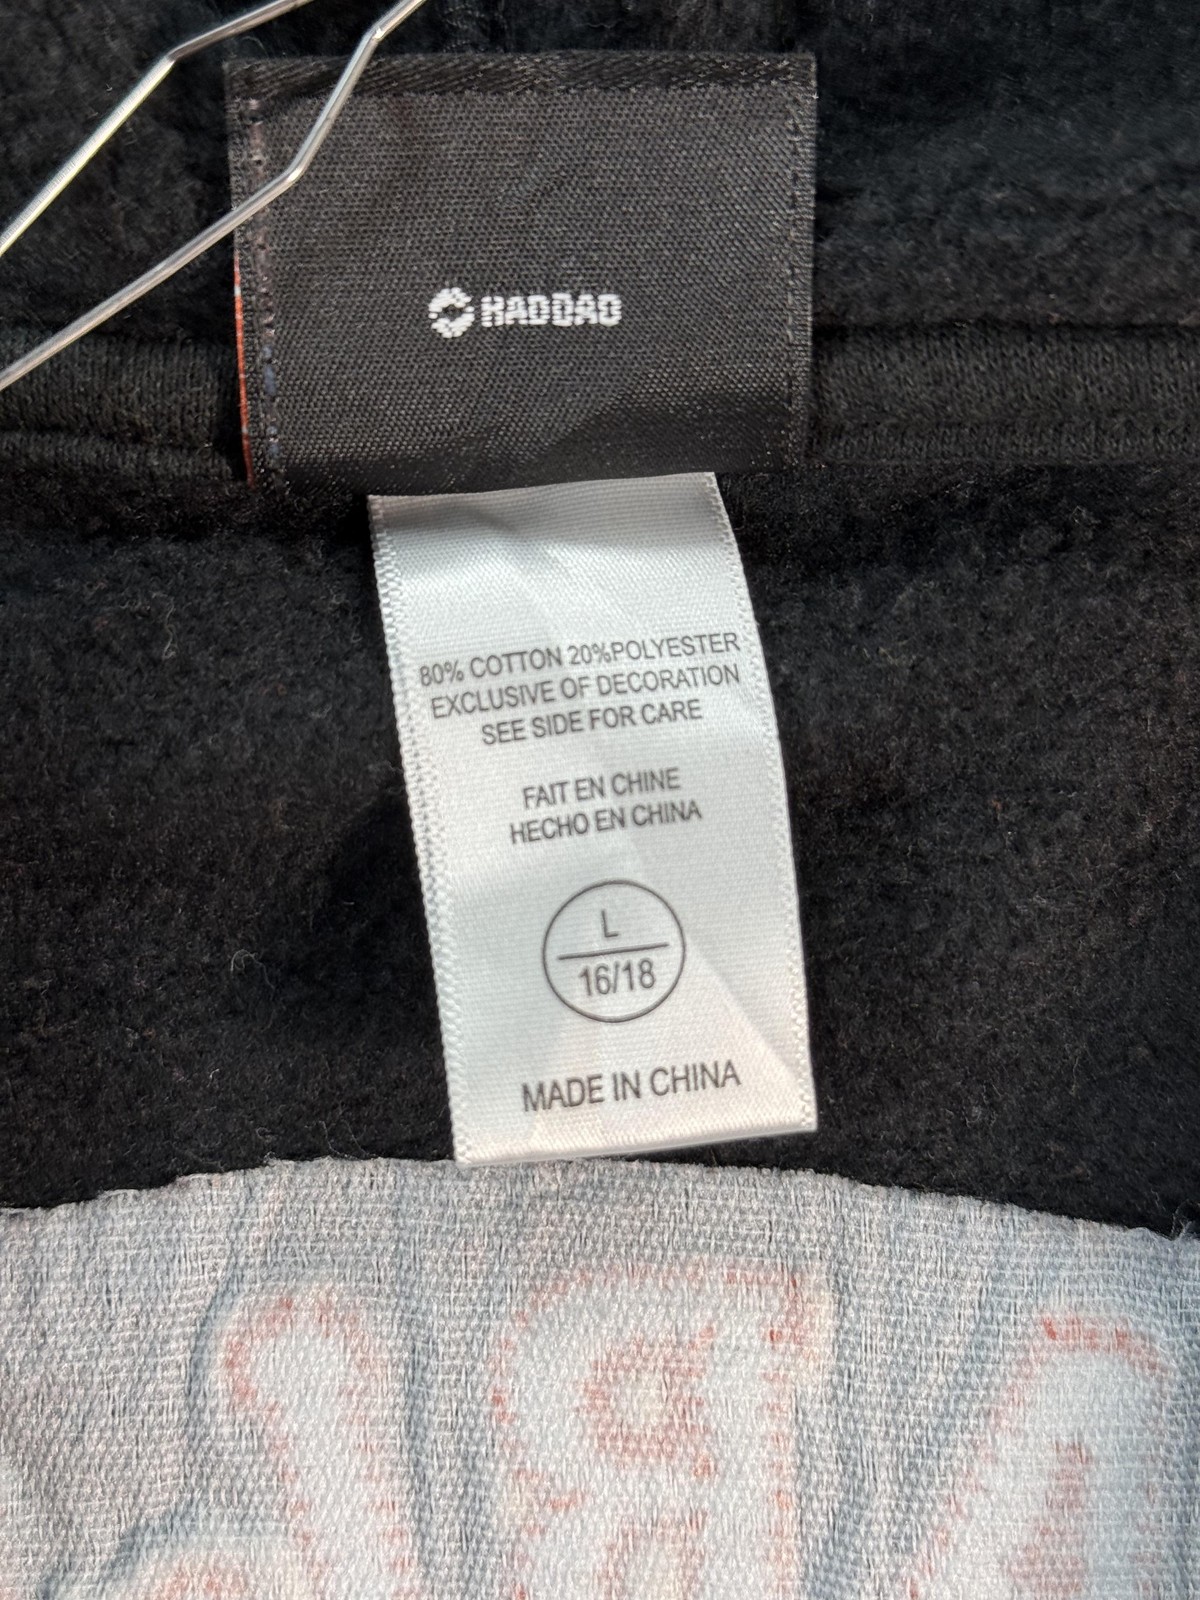 HADDAD
80% COTTON 20%POLYESTER
EXCLUSIVE OF DECORATION
SEE SIDE FOR CARE
FAIT EN CHINE
HECHO EN CHINA
L
16/18
MADE IN CHINA